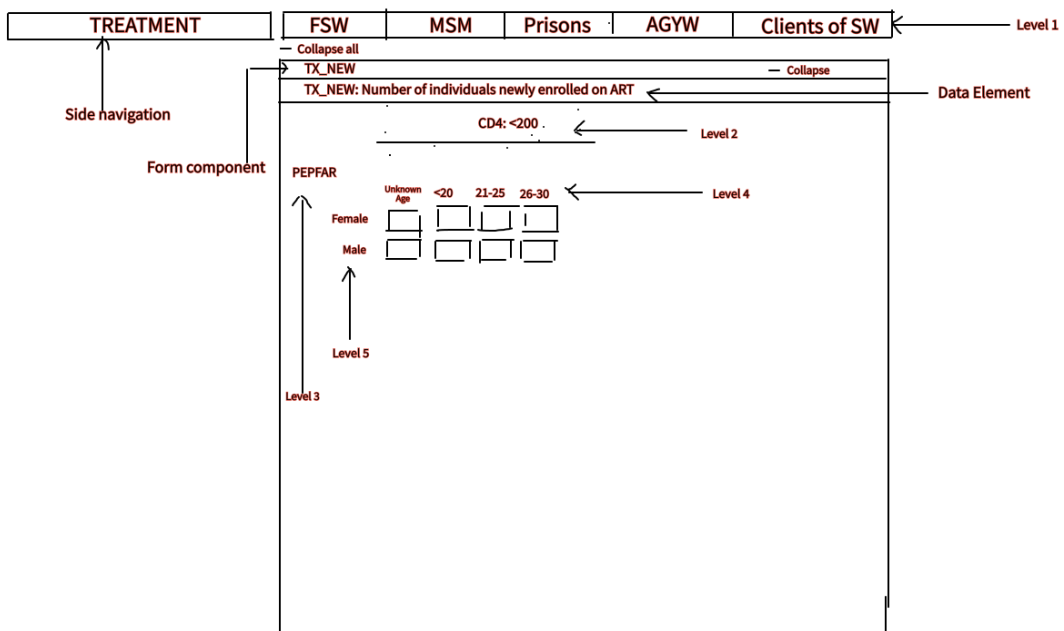 TREATMENT FSW MSM Prisons AGYW Clients of SW Level 1
Collapse all
TX_NEW Collapse
TX_NEW: Number of individuals newly enrolled on ART Data Element
Side navigation
CD4: <200 Level 2
Form component
PEPFAR
Unknown Age <20 21-25 26-30 Level 4
Female
Male
Level 5
Level 3